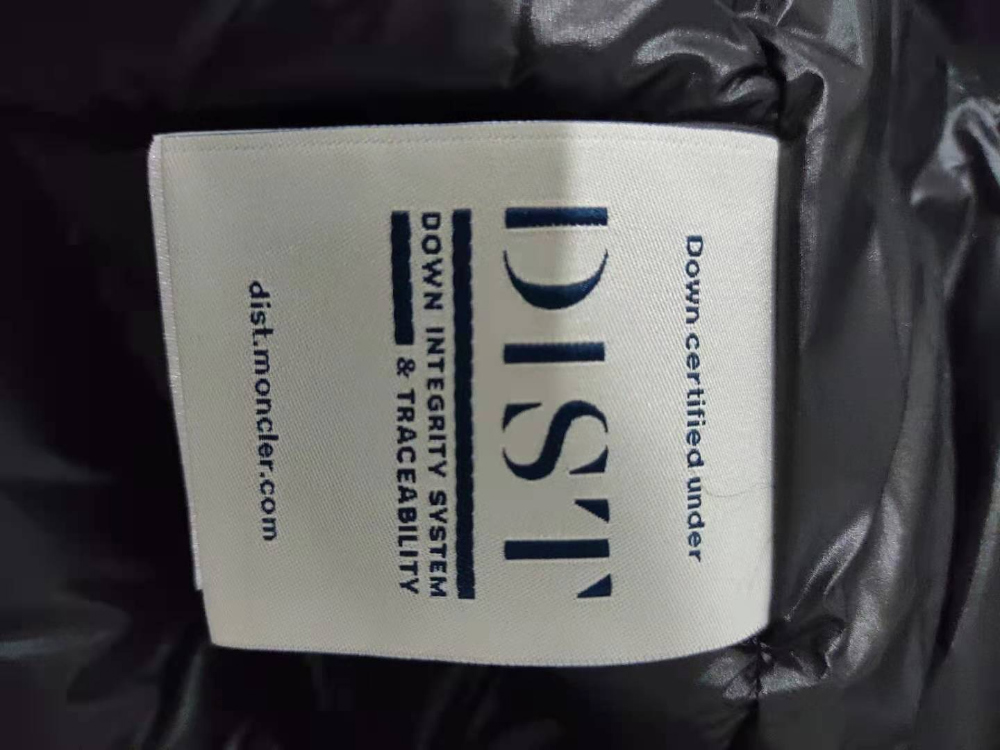 Down certified under
DIST
DOWN INTEGRITY SYSTEM
& TRACEABILITY
dist.moncler.com